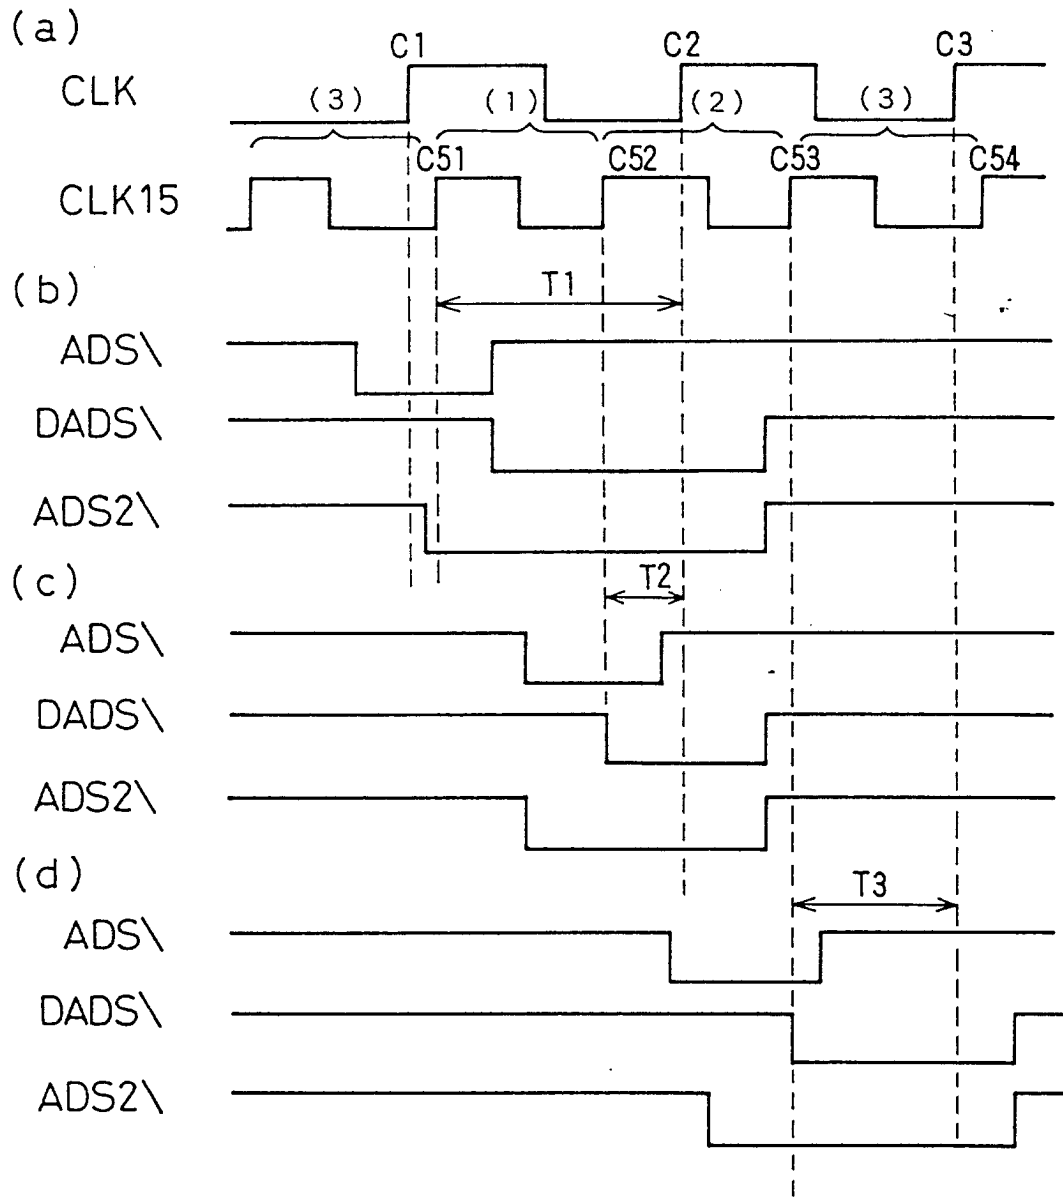 (a)
C1 C2 C3
CLK
(3) (1) (2) (3)
C51 C52 C53 C54
CLK15
(b)
T1
ADS\
DADS\
ADS2\
(c)
T2
ADS\
DADS\
ADS2\
(d)
T3
ADS\
DADS\
ADS2\